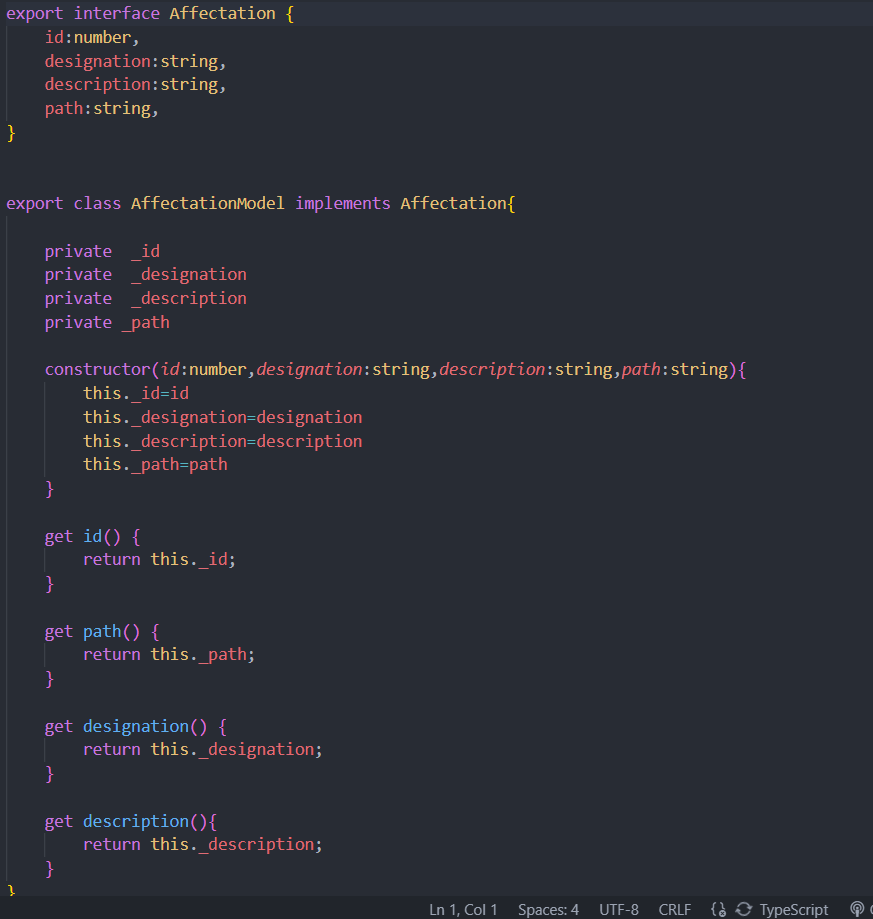 export interface Affectation {
    id:number,
    designation:string,
    description:string,
    path:string,
}
export class AffectationModel implements Affectation{
    private  _id
    private  _designation
    private  _description
    private _path
    constructor(id:number,designation:string,description:string,path:string){
        this._id=id
        this._designation=designation
        this._description=description
        this._path=path
    }
    get id() {
        return this._id;
    }
    get path() {
        return this._path;
    }
    get designation() {
        return this._designation;
    }
    get description(){
        return this._description;
    }
}
Ln 1, Col 1 Spaces: 4 UTF-8 CRLF TypeScript